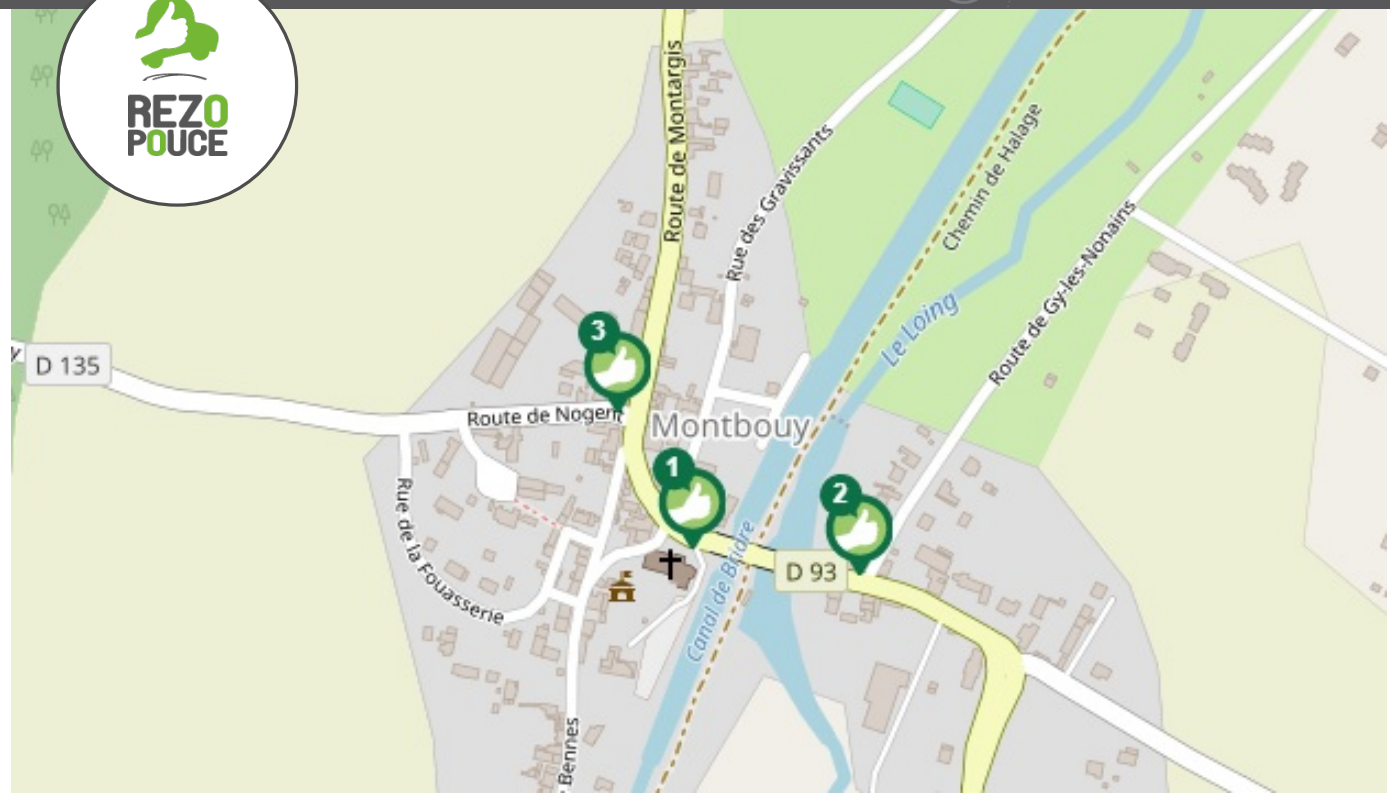 REZO
POUCE
Route de Montargis
Rue des Gravissants
Chemin de Halage
Le Loing
Route de Gy-les-Nonains
D 135
3
Route de Nogent
Montbouy
1
2
Rue de la Fouasserie
D 93
Canal de Briare
Bennes